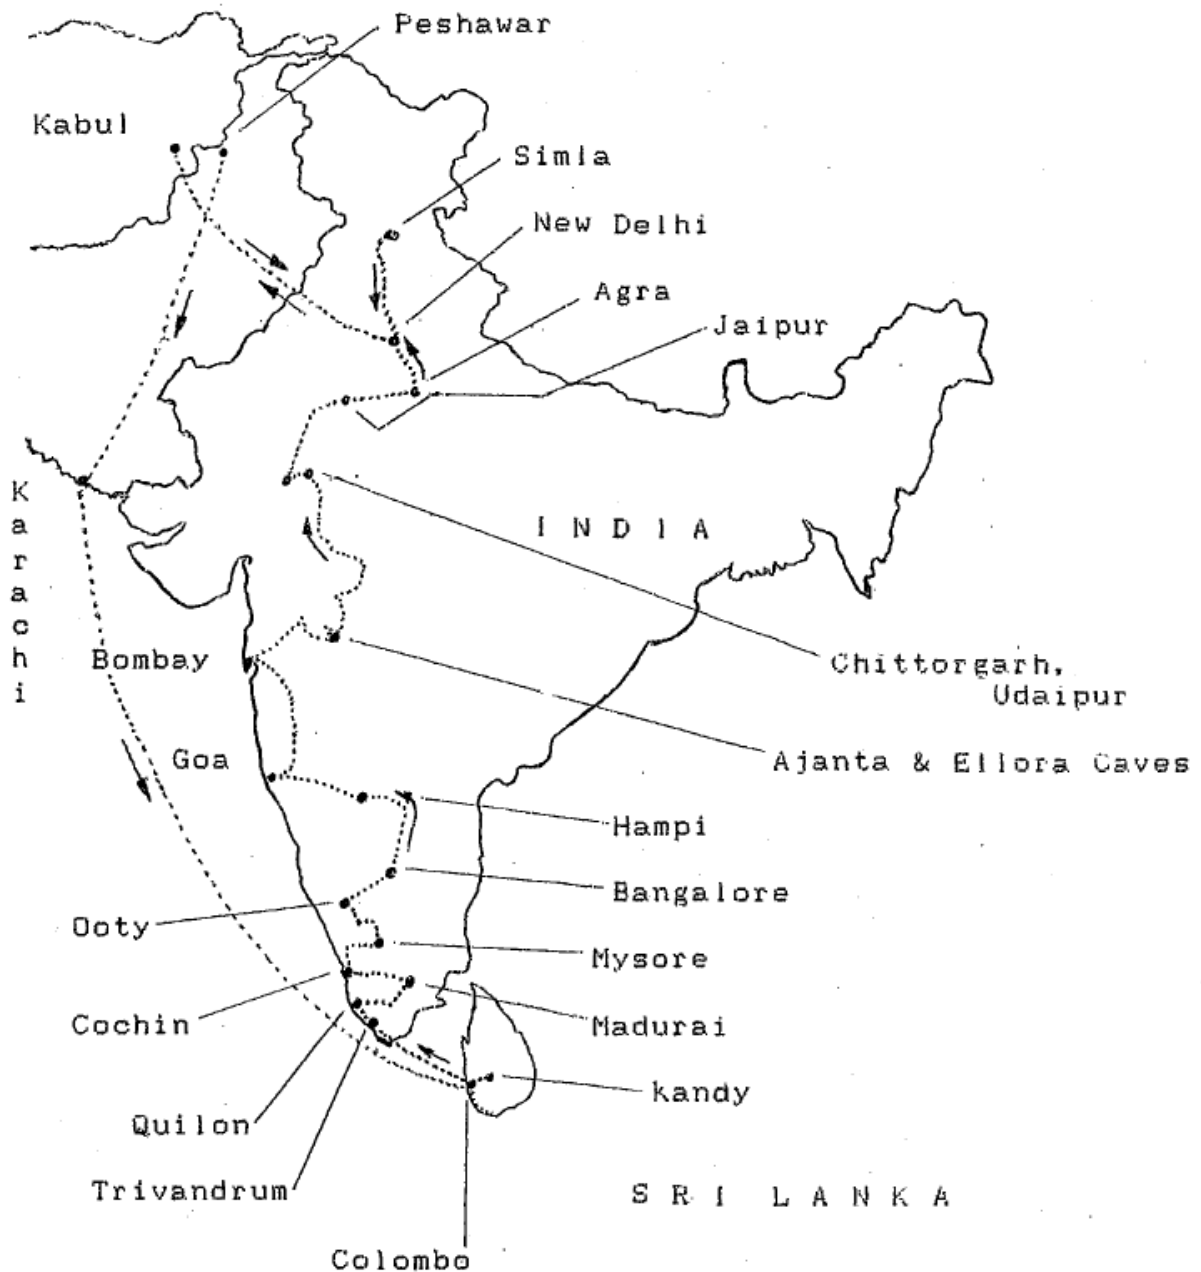 Peshawar
Kabul
Simla
New Delhi
Agra
Jaipur
Karachi
INDIA
Bombay
Chittorgarh,
Udaipur
Goa
Ajanta & Ellora Caves
Hampi
Bangalore
Ooty
Mysore
Cochin
Madurai
kandy
Quilon
Trivandrum
SRI LANKA
Colombo